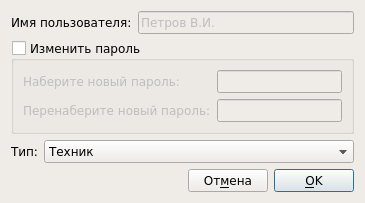 Имя пользователя: Петров В.И.
Изменить пароль
Наберите новый пароль:
Перенаберите новый пароль:
Тип: Техник
Отмена OK